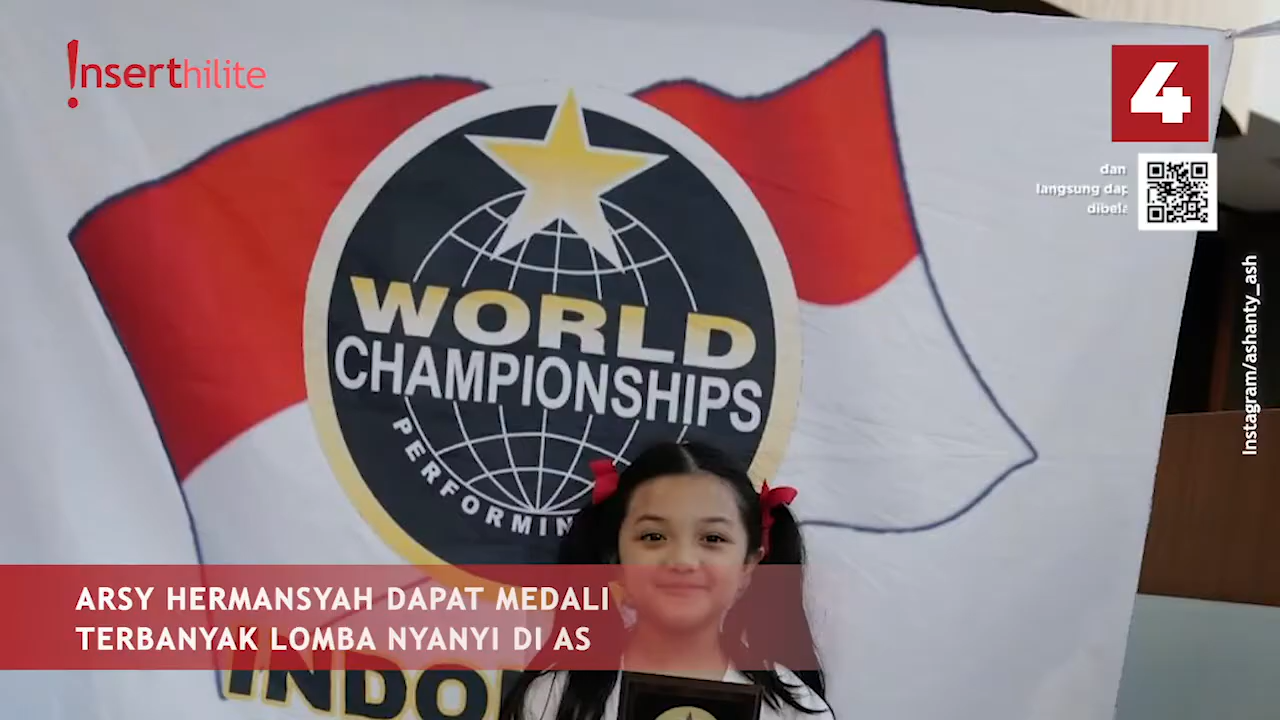 Inserthilite
4
dan
langsung dap
dibela
Instagram/ashanty_ash
WORLD
CHAMPIONSHIPS
PERFORMIN
ARSY HERMANSYAH DAPAT MEDALI
TERBANYAK LOMBA NYANYI DI AS
INDO